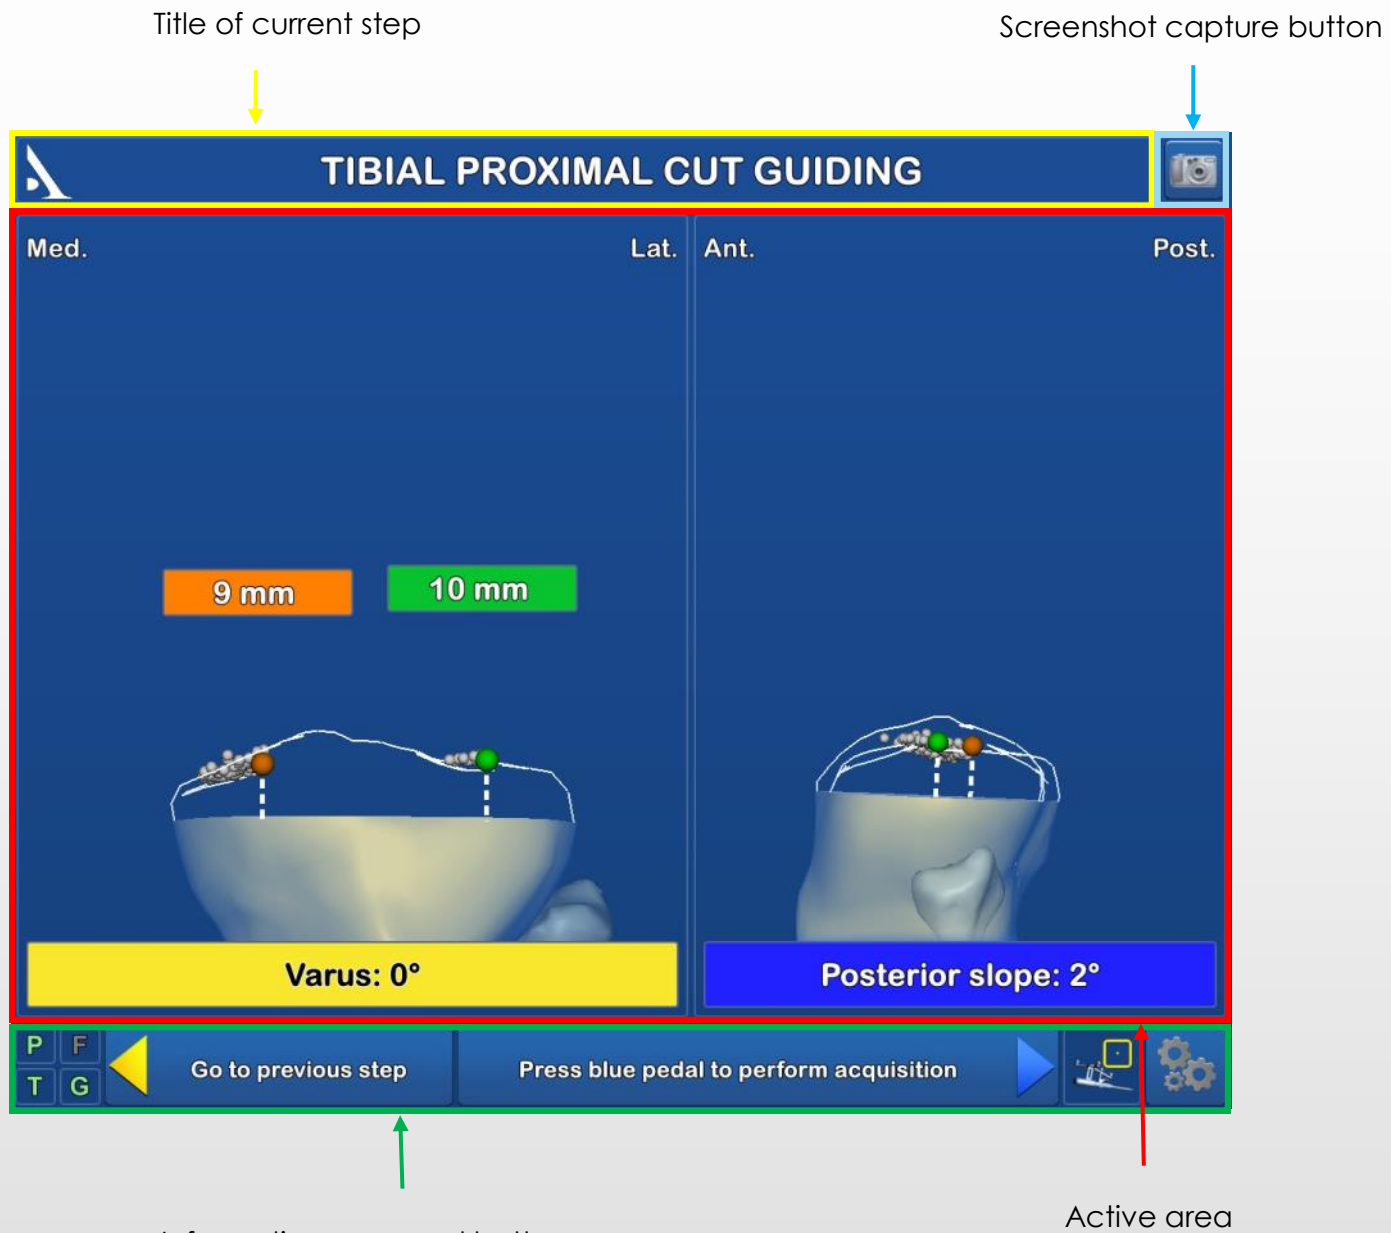 Title of current step
Screenshot capture button
TIBIAL PROXIMAL CUT GUIDING
Med.
Lat.
Ant.
Post.
9 mm
10 mm
Varus: 0°
Posterior slope: 2°
P F
T G
Go to previous step
Press blue pedal to perform acquisition
Active area